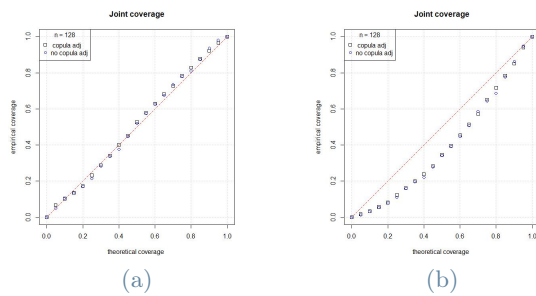 Joint coverage
n = 128
copula adj
no copula adj
empirical coverage
0.0 0.2 0.4 0.6 0.8 1.0
0.0 0.2 0.4 0.6 0.8 1.0
theoretical coverage
(a)
Joint coverage
n = 128
copula adj
no copula adj
empirical coverage
0.0 0.2 0.4 0.6 0.8 1.0
0.0 0.2 0.4 0.6 0.8 1.0
theoretical coverage
(b)